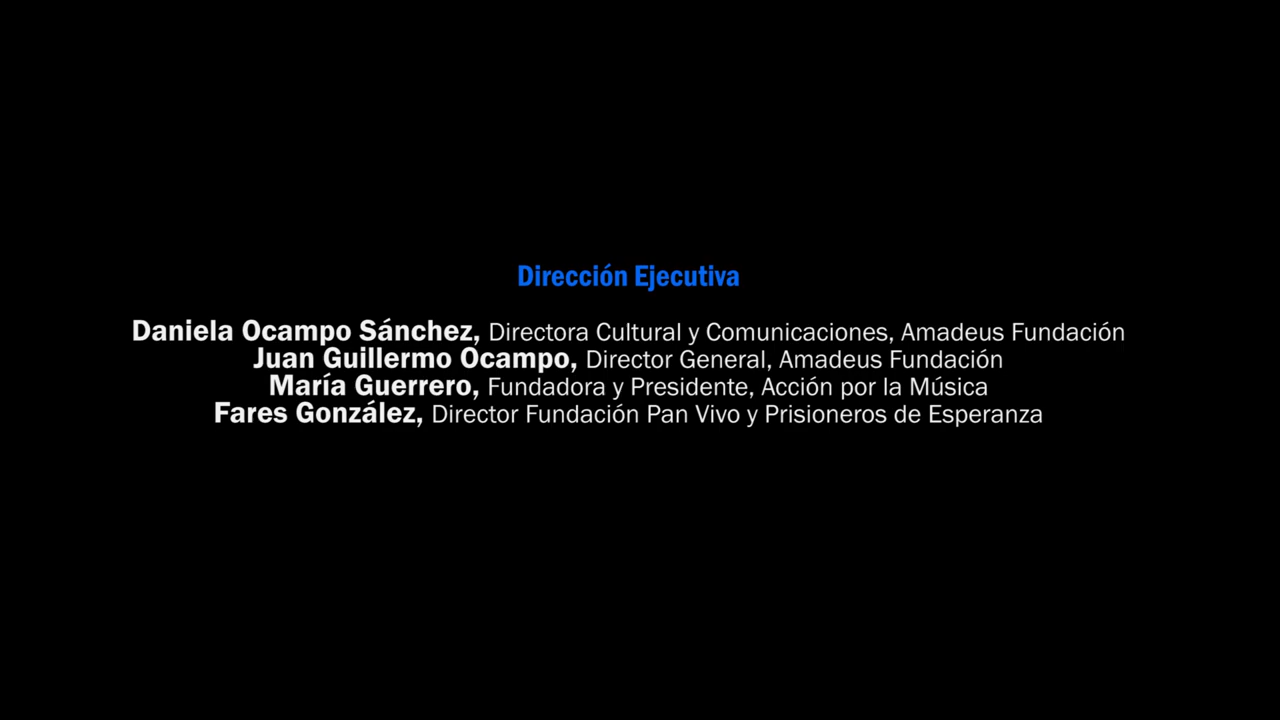 Dirección Ejecutiva
Daniela Ocampo Sánchez, Directora Cultural y Comunicaciones, Amadeus Fundación
Juan Guillermo Ocampo, Director General, Amadeus Fundación
María Guerrero, Fundadora y Presidente, Acción por la Música
Fares González, Director Fundación Pan Vivo y Prisioneros de Esperanza